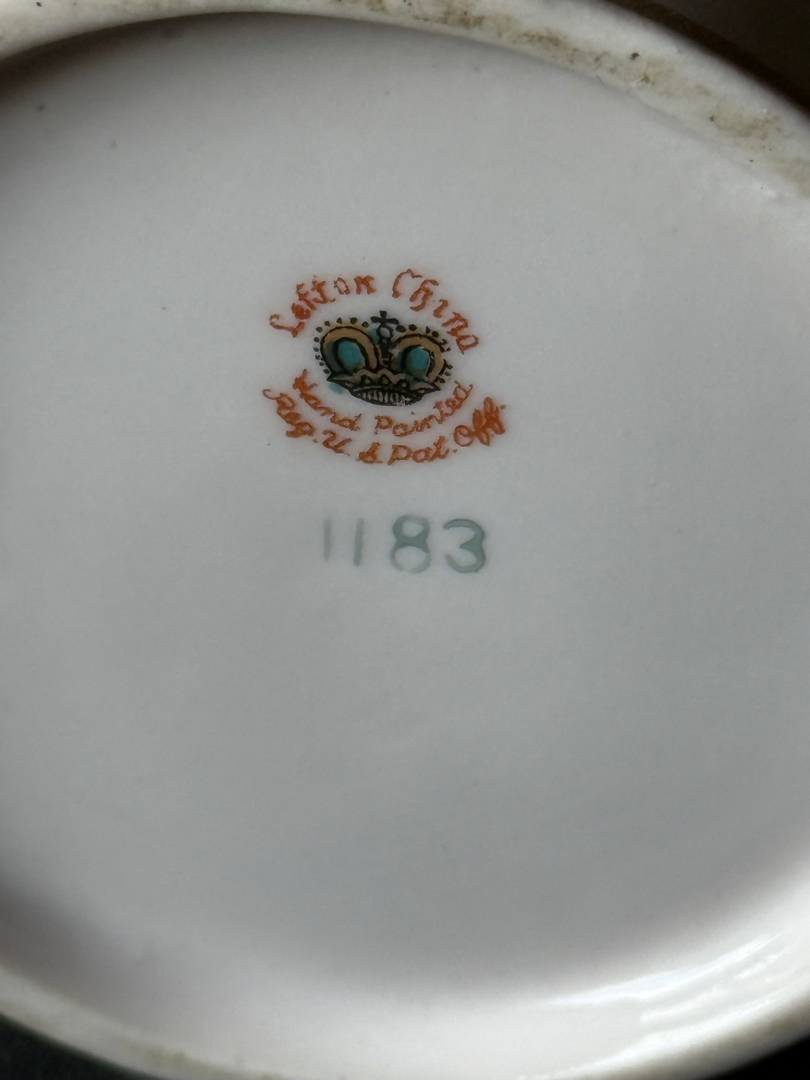 Lefton China
Hand Painted
Reg. U. S Pat. Off.
1183